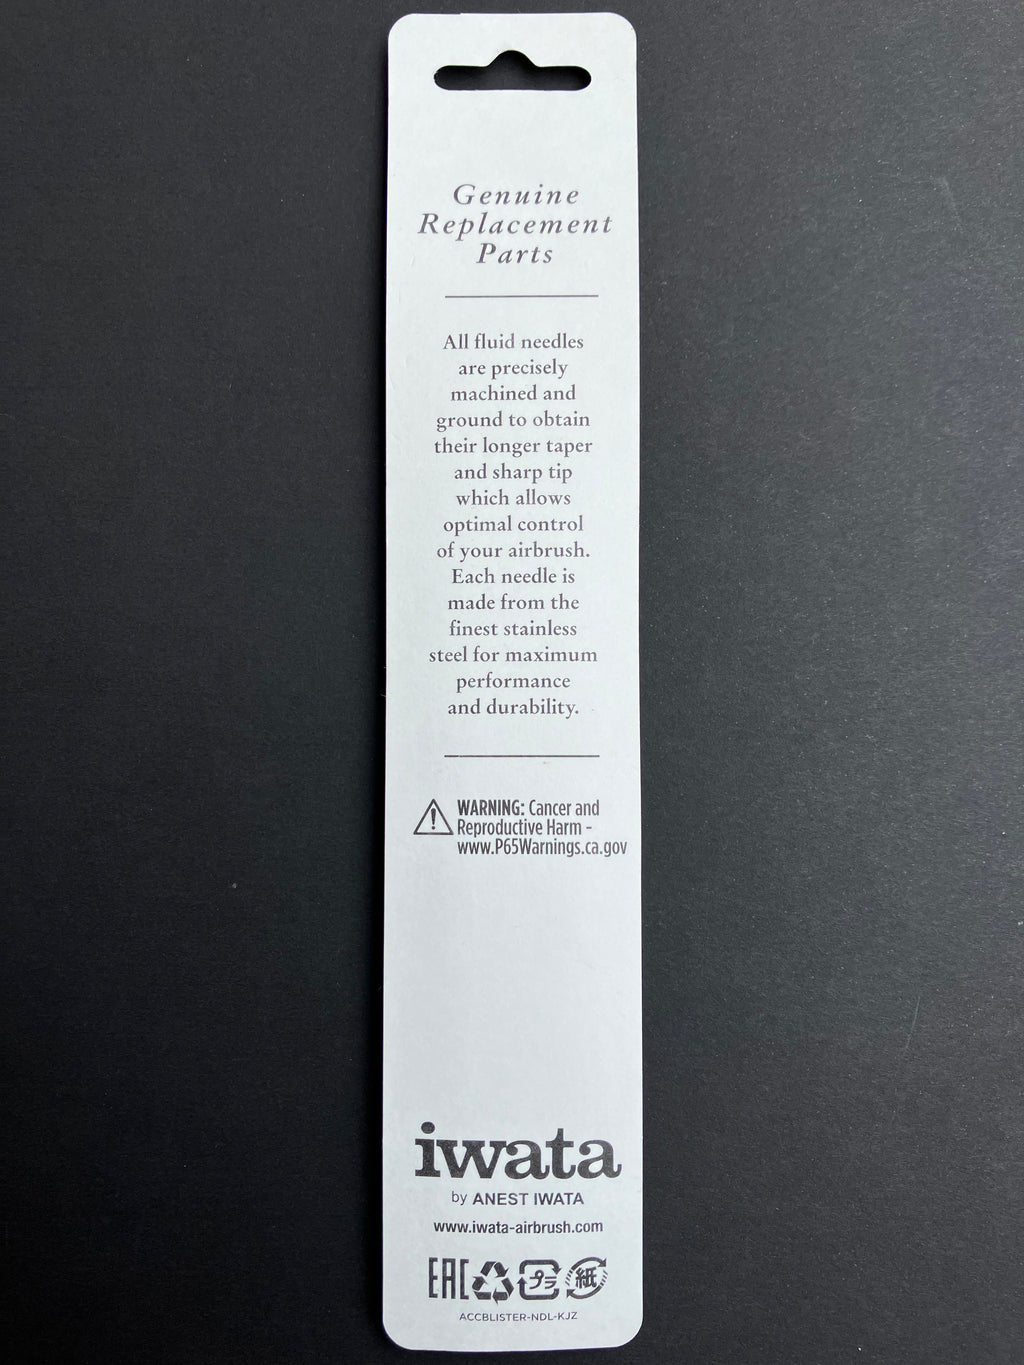 Genuine
Replacement
Parts
All fluid needles
are precisely
machined and
ground to obtain
their longer taper
and sharp tip
which allows
optimal control
of your airbrush.
Each needle is
made from the
finest stainless
steel for maximum
performance
and durability.
WARNING: Cancer and
Reproductive Harm -
www.P65Warnings.ca.gov
iwata
by ANEST IWATA
www.iwata-airbrush.com
EAC プラ 紙
ACCBLISTER-NDL-KJZ